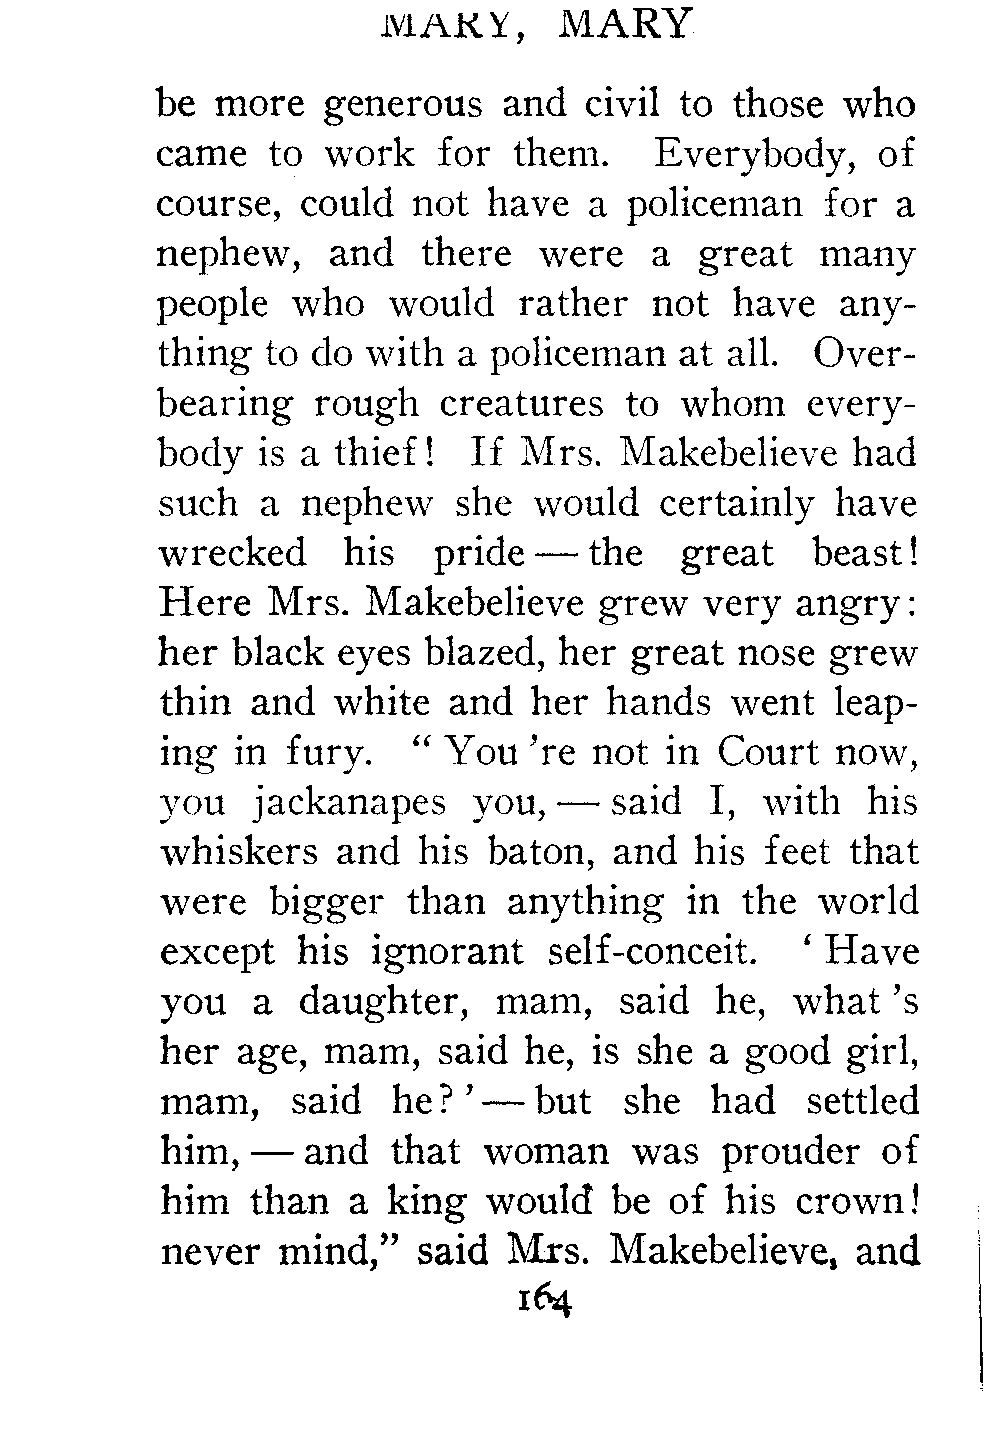 MARY, MARY
be more generous and civil to those who
came to work for them. Everybody, of
course, could not have a policeman for a
nephew, and there were a great many
people who would rather not have any-
thing to do with a policeman at all. Over-
bearing rough creatures to whom every-
body is a thief! If Mrs. Makebelieve had
such a nephew she would certainly have
wrecked his pride — the great beast!
Here Mrs. Makebelieve grew very angry:
her black eyes blazed, her great nose grew
thin and white and her hands went leap-
ing in fury. “ You 're not in Court now,
you jackanapes you, — said I, with his
whiskers and his baton, and his feet that
were bigger than anything in the world
except his ignorant self-conceit. ‘ Have
you a daughter, mam, said he, what 's
her age, mam, said he, is she a good girl,
mam, said he? ’ — but she had settled
him, — and that woman was prouder of
him than a king would be of his crown!
never mind,” said Mrs. Makebelieve, and
164